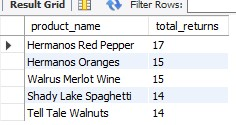 Result Grid Filter Rows:
product_name total_returns
Hermanos Red Pepper 17
Hermanos Oranges 15
Walrus Merlot Wine 15
Shady Lake Spaghetti 14
Tell Tale Walnuts 14